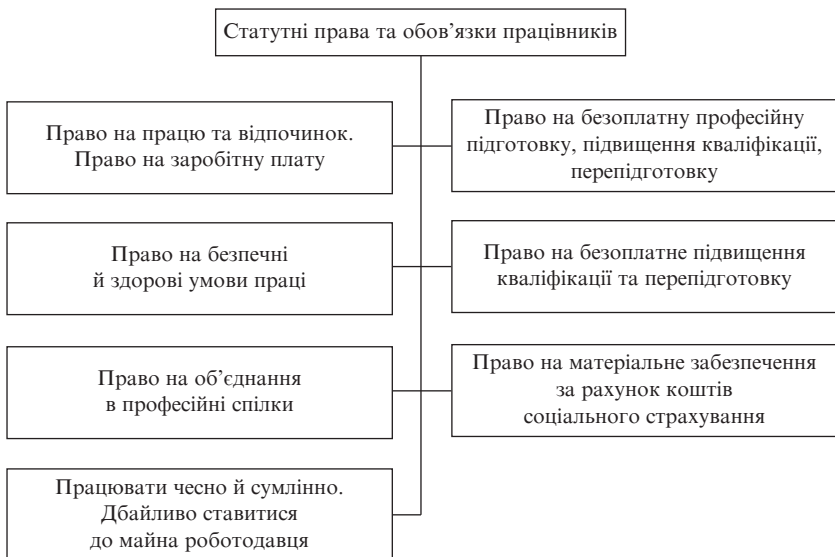 Статутні права та обов'язки працівників
Право на працю та відпочинок.
Право на заробітну плату
Право на безоплатну професійну
підготовку, підвищення кваліфікації,
перепідготовку
Право на безпечні
й здорові умови праці
Право на безоплатне підвищення
кваліфікації та перепідготовку
Право на об'єднання
в професійні спілки
Право на матеріальне забезпечення
за рахунок коштів
соціального страхування
Працювати чесно й сумлінно.
Дбайливо ставитися
до майна роботодавця